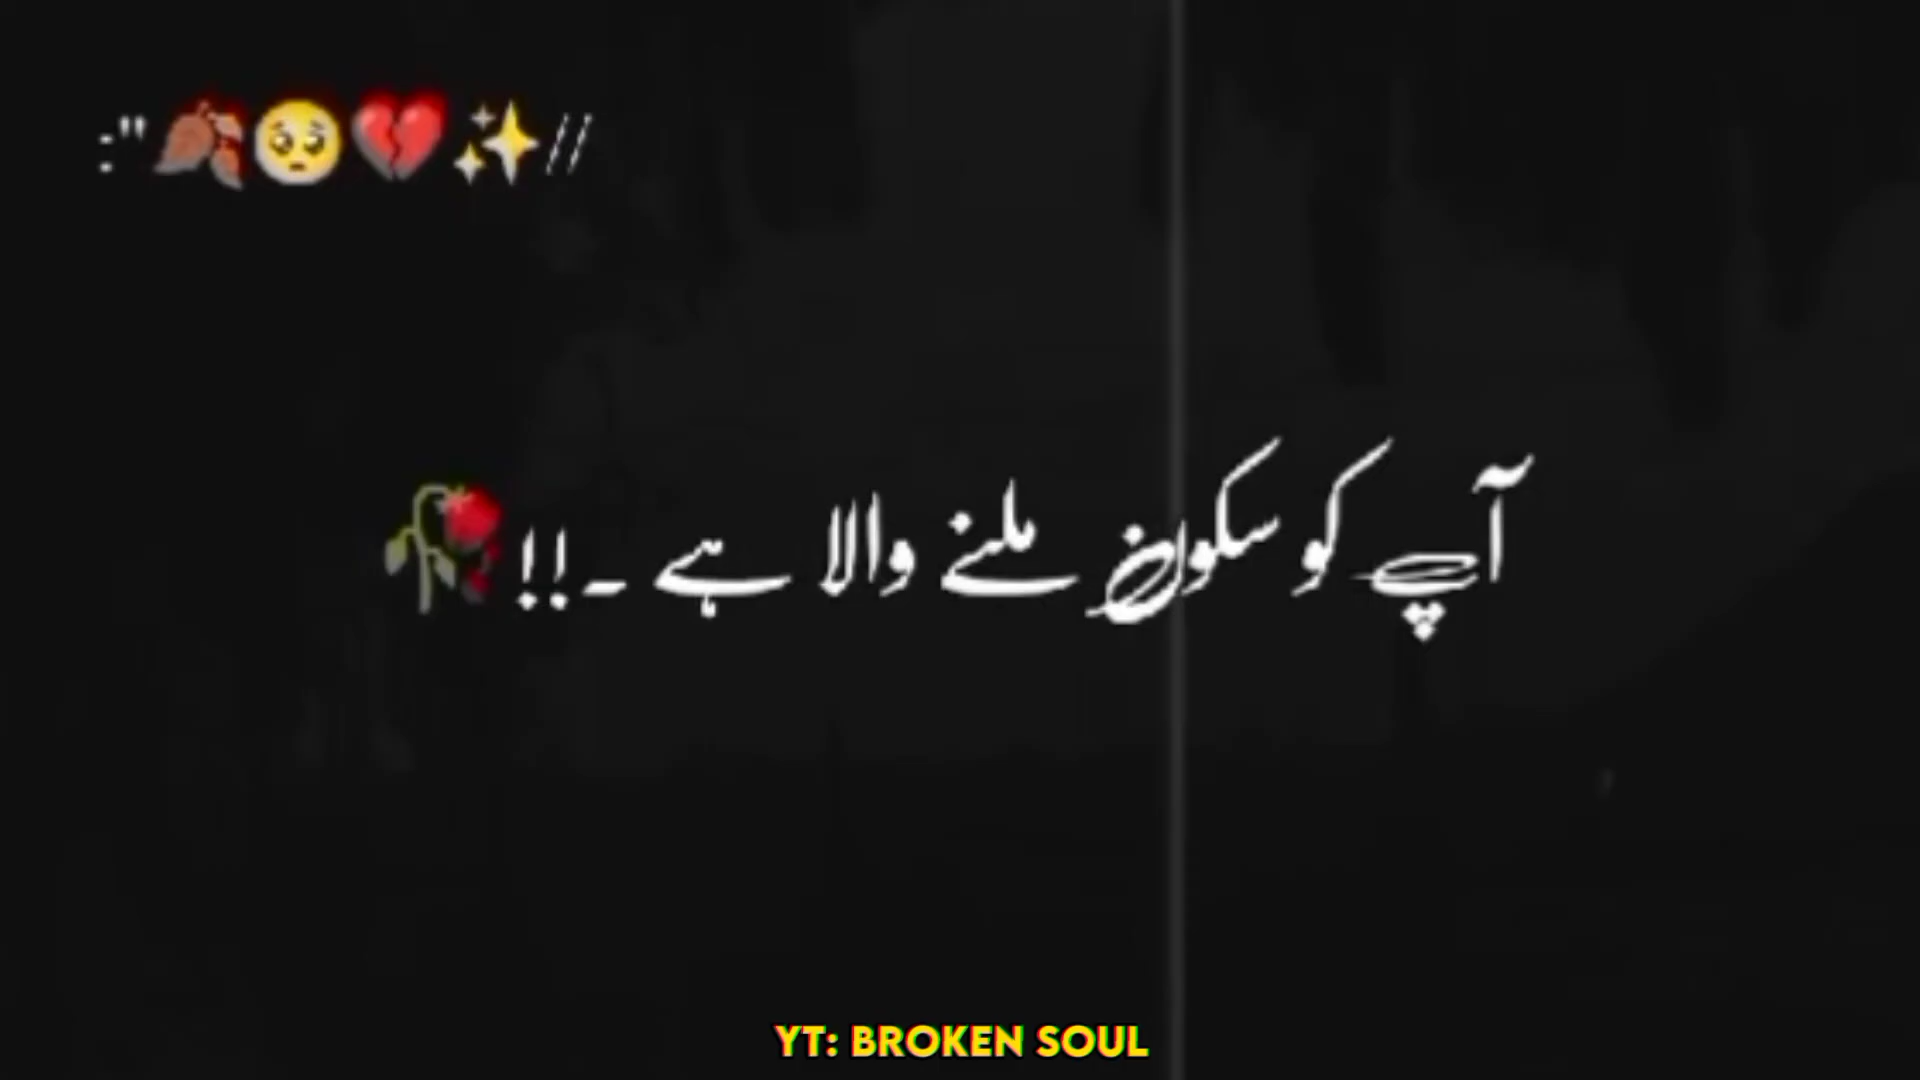 :"🍂🥺💔✨//
آپ کو سکون ملنے والا ہے ۔!!🥀
YT: BROKEN SOUL